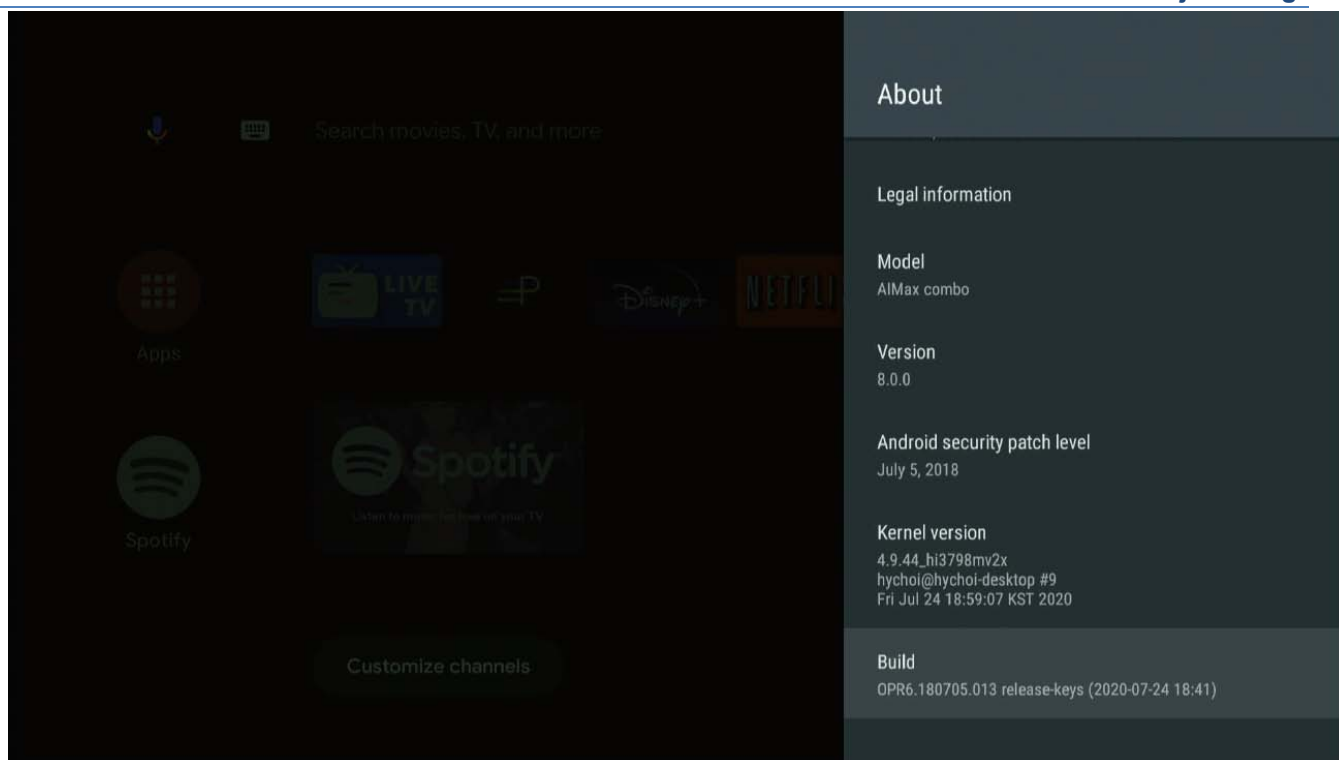 About
Search movies, TV, and more
Legal information
Model
AIMax combo
LIVE
TV
DISNEP+
NETFLI
Apps
Version
8.0.0
Android security patch level
July 5, 2018
Spotify
Spotify
Kernel version
4.9.44_hi3798mv2x
hychoi@hychoi-desktop #9
Fri Jul 24 18:59:07 KST 2020
Customize channels
Build
OPR6.180705.013 release-keys (2020-07-24 18:41)